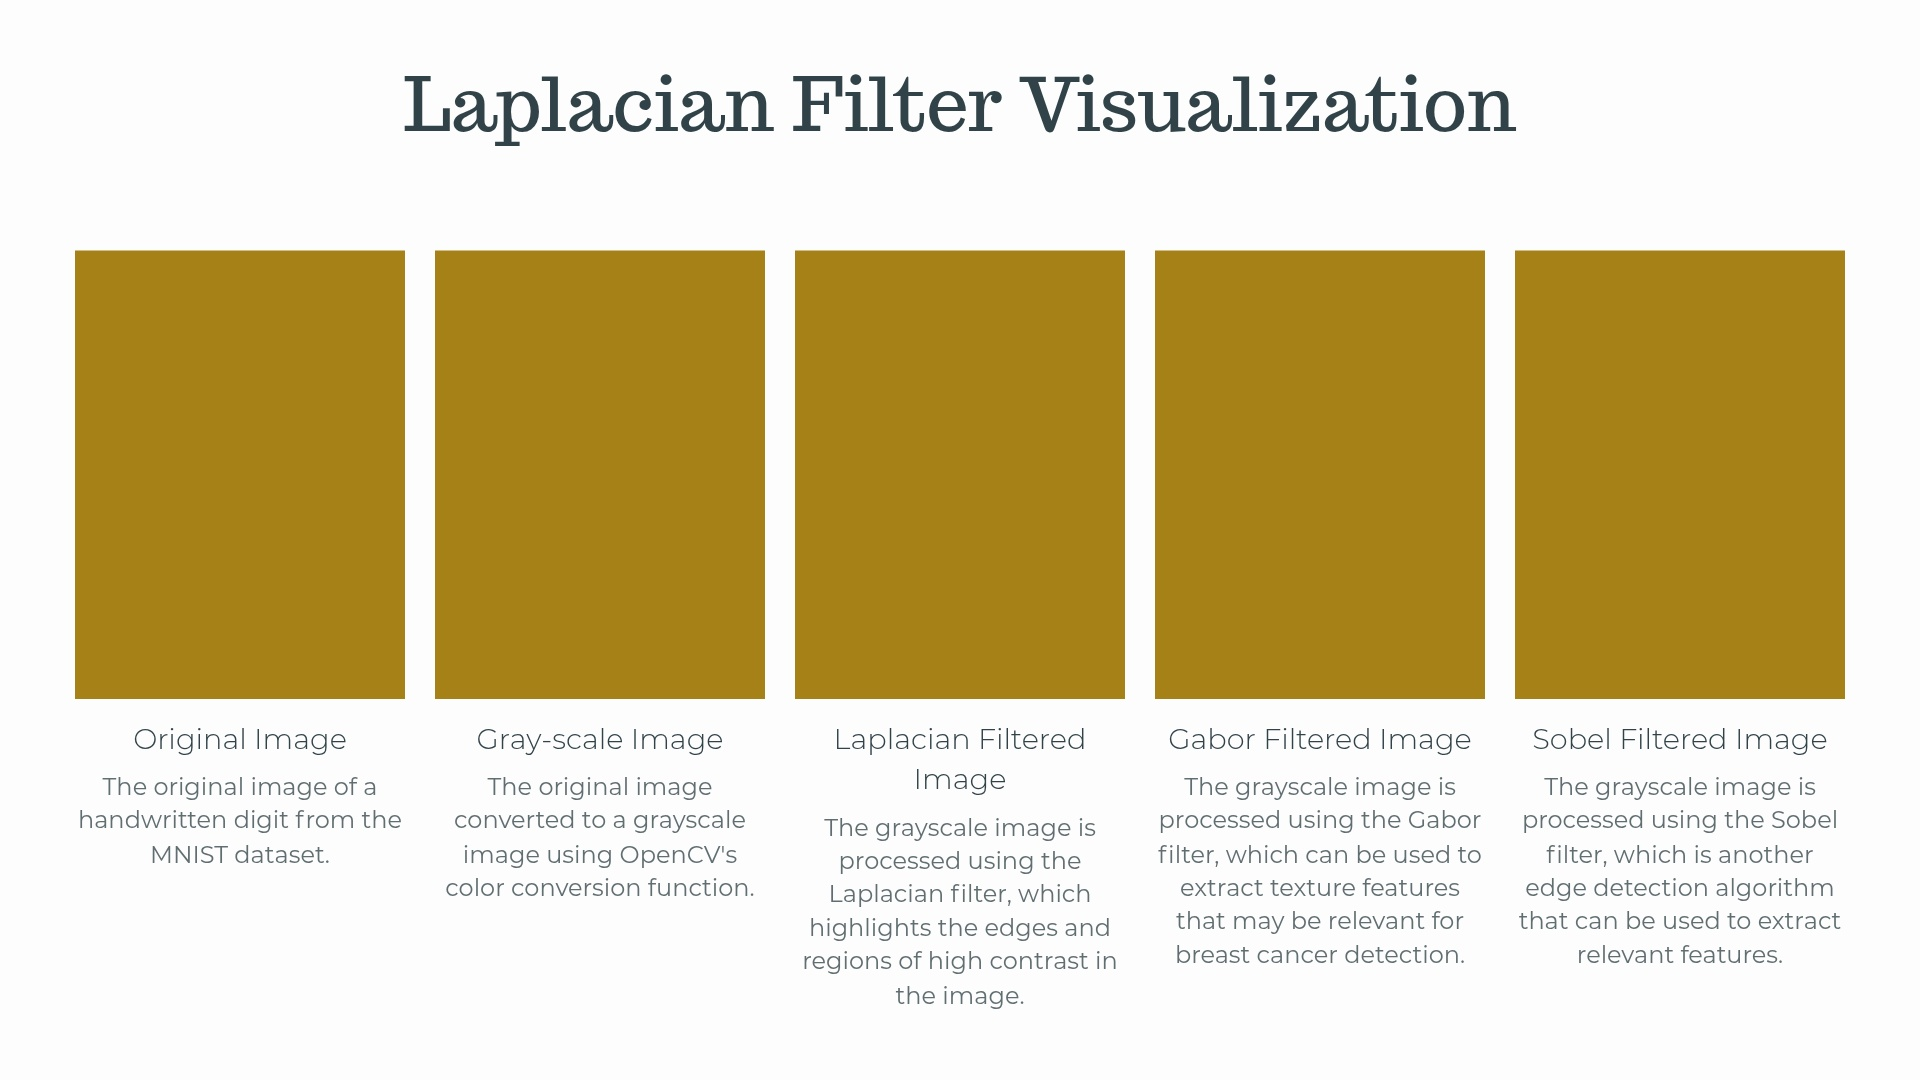 Laplacian Filter Visualization
Original Image
The original image of a
handwritten digit from the
MNIST dataset.
Gray-scale Image
The original image
converted to a grayscale
image using OpenCV's
color conversion function.
Laplacian Filtered
Image
The grayscale image is
processed using the
Laplacian filter, which
highlights the edges and
regions of high contrast in
the image.
Gabor Filtered Image
The grayscale image is
processed using the Gabor
filter, which can be used to
extract texture features
that may be relevant for
breast cancer detection.
Sobel Filtered Image
The grayscale image is
processed using the Sobel
filter, which is another
edge detection algorithm
that can be used to extract
relevant features.